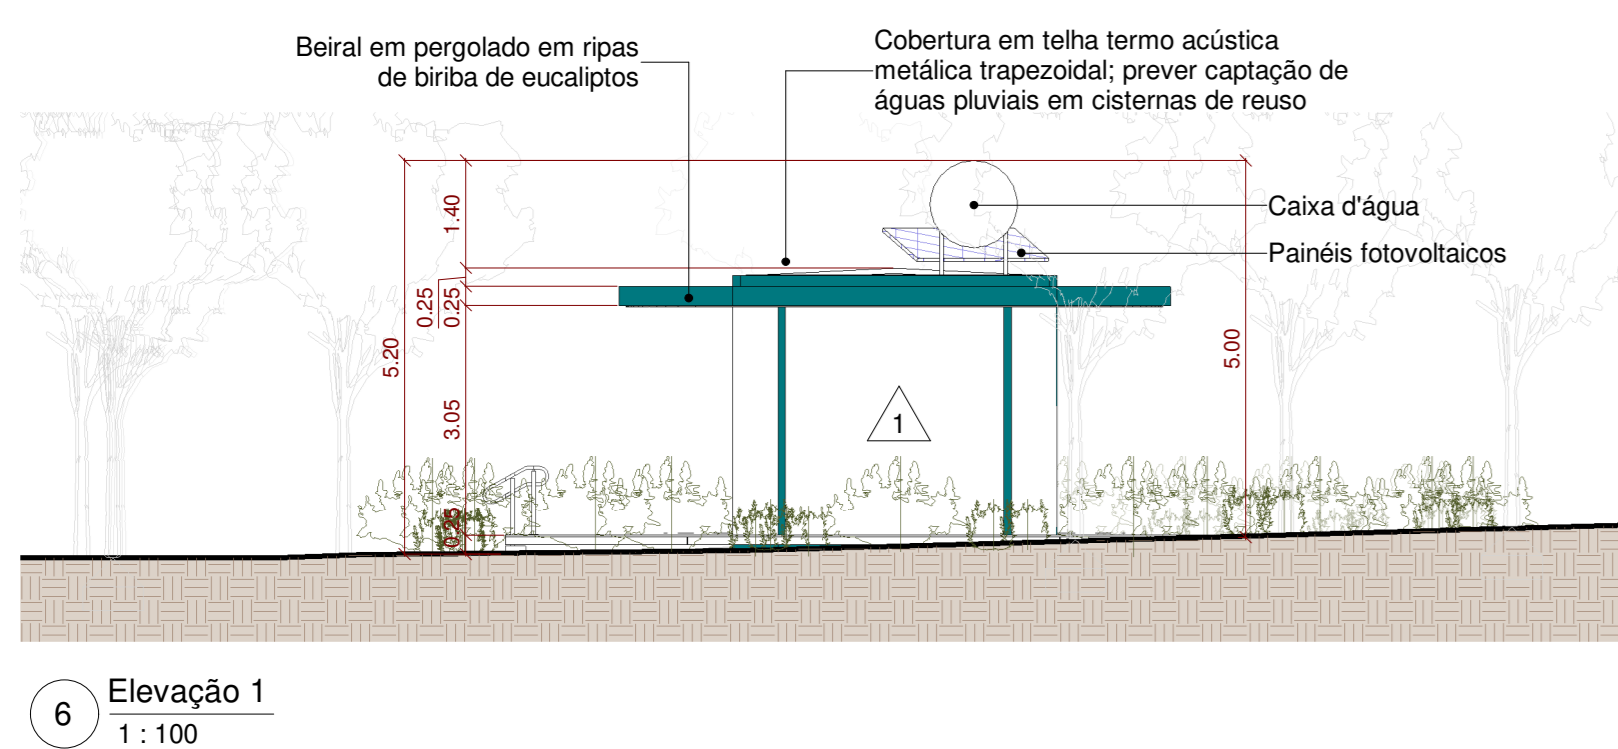 Beiral em pergolado em ripas
de biriba de eucaliptos
Cobertura em telha termo acústica
metálica trapezoidal; prever captação de
águas pluviais em cisternas de reuso
Caixa d'água
Painéis fotovoltaicos
1.40
0.25
0.25
5.20
3.05
0.25
5.00
1
6
Elevação 1
1 : 100